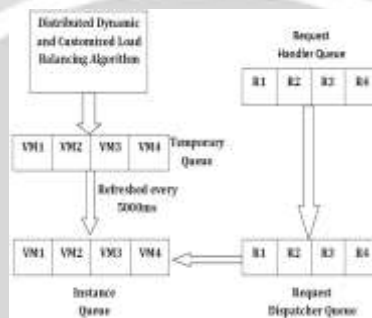 Distributed Dynamic
and Customized Load
Balancing Algorithm
Request
Handler Queue
R1 R2 R3 R4
VM1 VM2 VM3 VM4
Temporary
Queue
Refreshed every
5000ms
VM1 VM2 VM3 VM4
R1 R2 R3 R4
Instance
Queue
Request
Dispatcher Queue